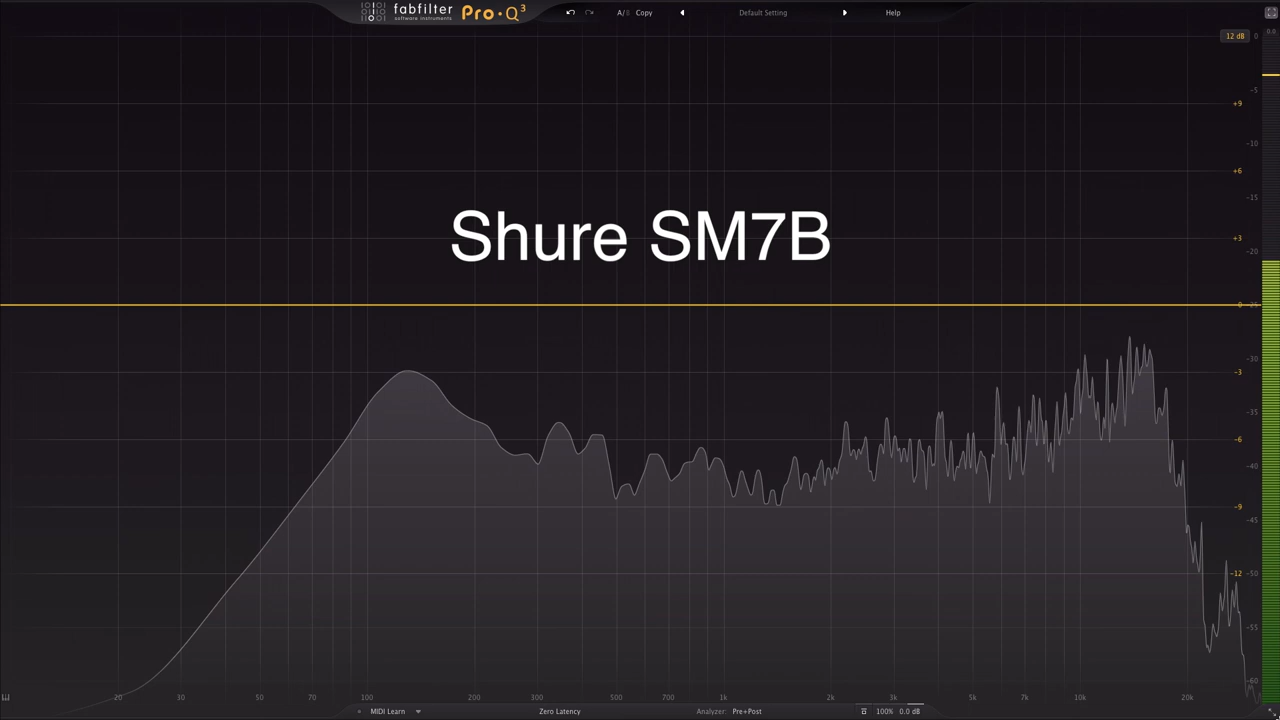 fabfilter
software instruments
Pro·Q³
A/B Copy
Default Setting
Help
12 dB 0 0.0
-5
+9
-10
+6
-15
Shure SM7B
+3
-20
0 -25
-30
-3
-35
-6
-40
-9
-45
-12 -50
-55
-60
20 30 50 70 100 200 300 500 700 1k 2k 3k 5k 7k 10k 20k
MIDI Learn
Zero Latency
Analyzer: Pre+Post
100% 0.0 dB